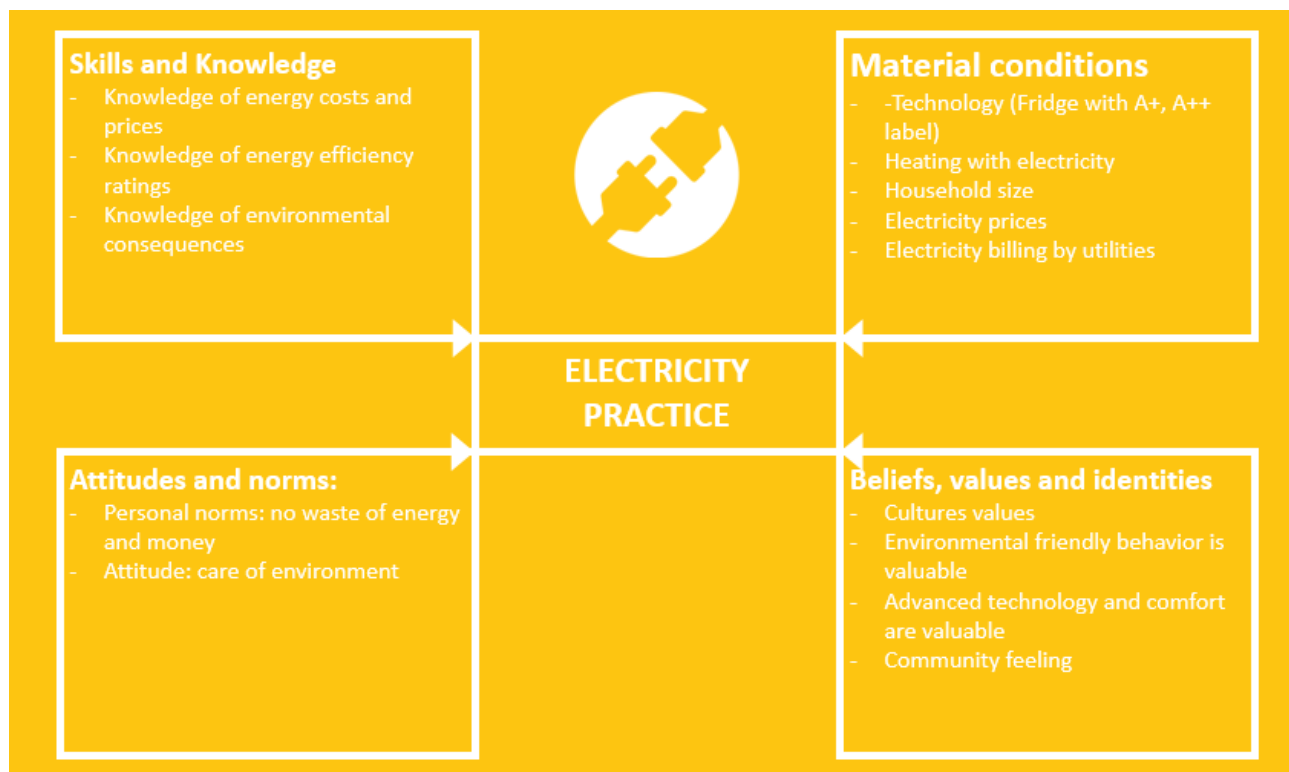 Skills and Knowledge
- Knowledge of energy costs and
prices
- Knowledge of energy efficiency
ratings
- Knowledge of environmental
consequences
Material conditions
- -Technology (Fridge with A+, A++
label)
- Heating with electricity
- Household size
- Electricity prices
- Electricity billing by utilities
ELECTRICITY
PRACTICE
Attitudes and norms:
- Personal norms: no waste of energy
and money
- Attitude: care of environment
Beliefs, values and identities
- Cultures values
- Environmental friendly behavior is
valuable
- Advanced technology and comfort
are valuable
- Community feeling